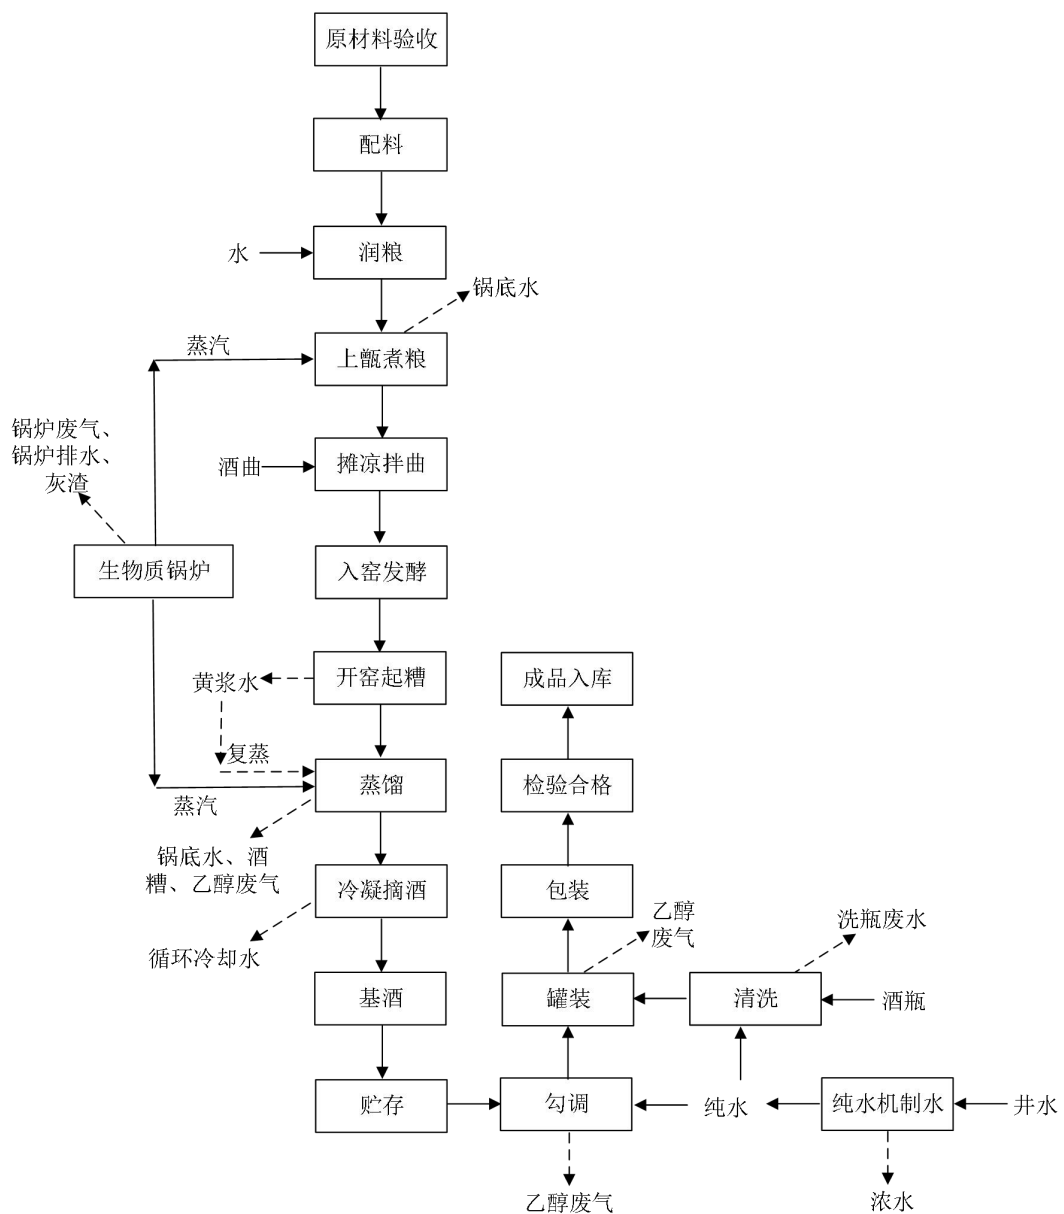 原材料验收
配料
润粮
水
锅底水
蒸汽
上甑煮粮
锅炉废气、
锅炉排水、
灰渣
酒曲
摊凉拌曲
生物质锅炉
入窑发酵
黄浆水
开窑起糟
成品入库
复蒸
蒸馏
检验合格
蒸汽
锅底水、酒
糟、乙醇废气
冷凝摘酒
包装
乙醇
废气
洗瓶废水
循环冷却水
基酒
罐装
清洗
酒瓶
贮存
勾调
纯水
纯水机制水
井水
乙醇废气
浓水